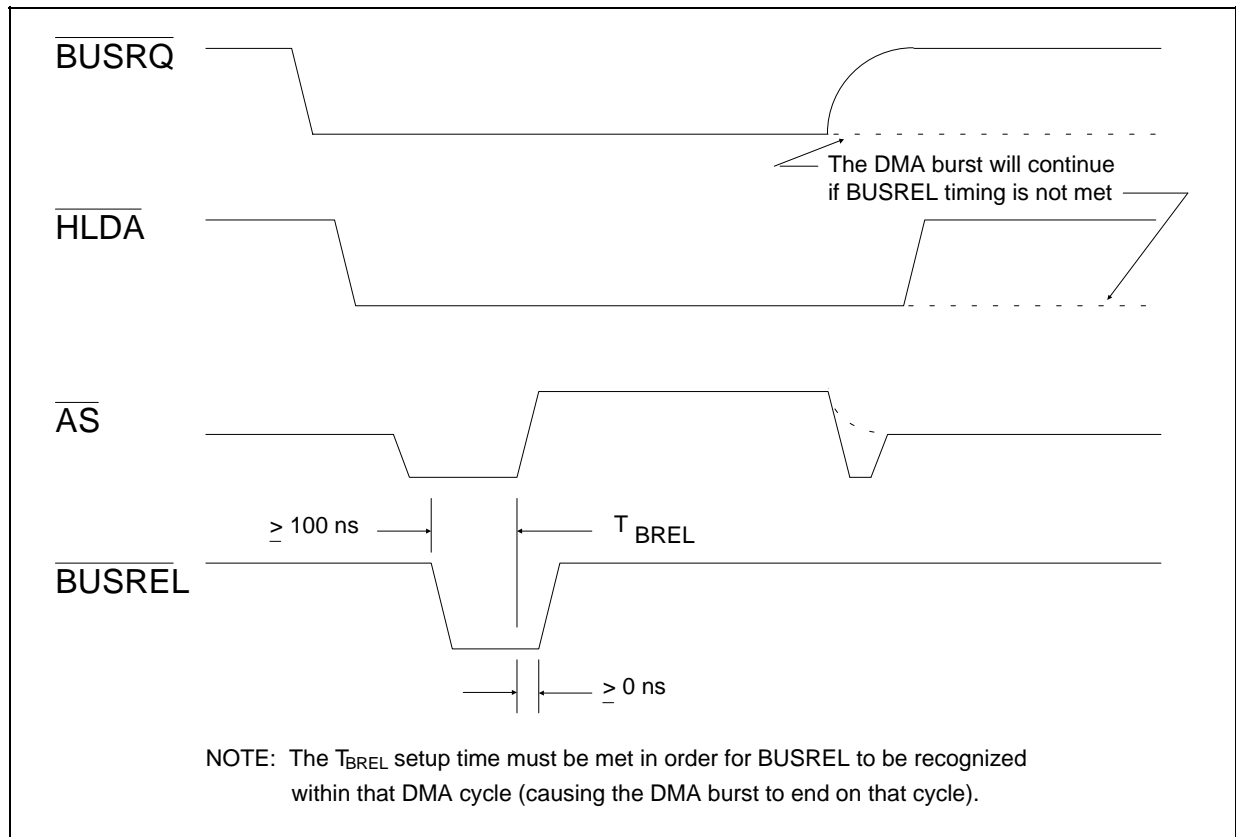 BUSRQ
The DMA burst will continue
if BUSREL timing is not met
HLDA
AS
≥ 100 ns
T BREL
BUSREL
≥ 0 ns
NOTE: The TBREL setup time must be met in order for BUSREL to be recognized
within that DMA cycle (causing the DMA burst to end on that cycle).